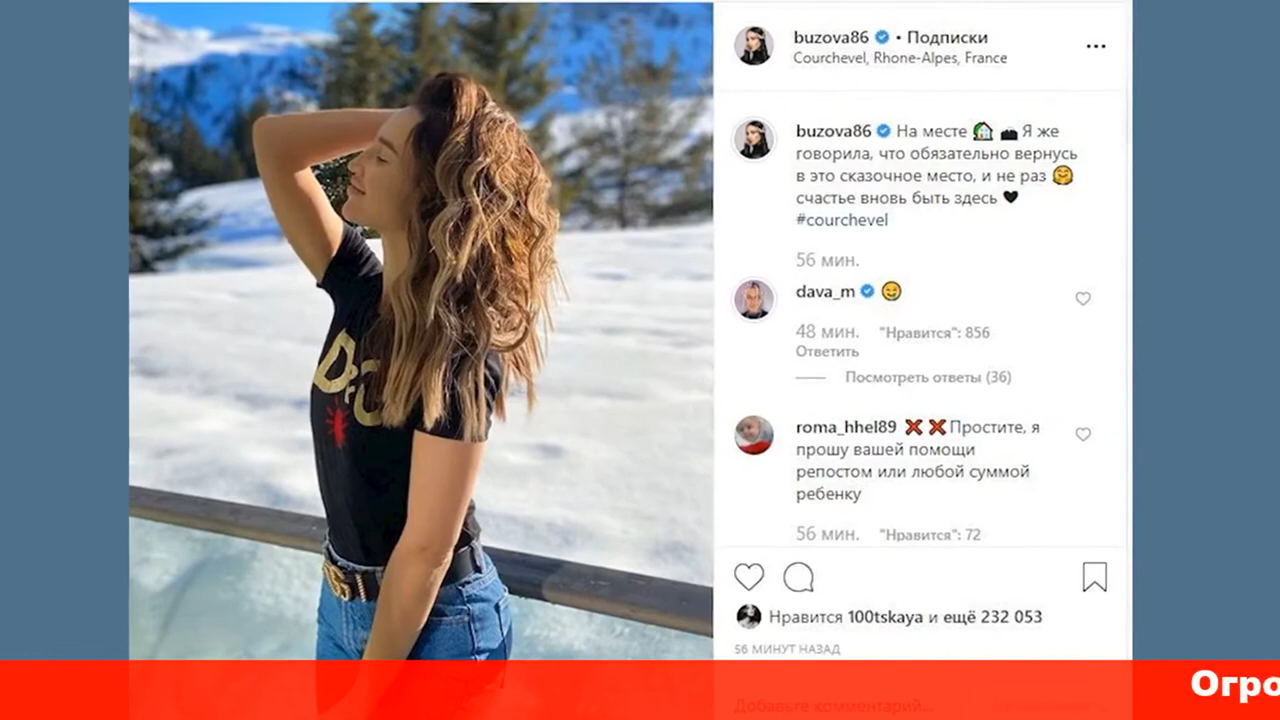 buzova86 • Подписки
Courchevel, Rhone-Alpes, France
buzova86 На месте 🏡 Я же
говорила, что обязательно вернусь
в это сказочное место, и не раз 🤗
счастье вновь быть здесь 🖤
#courchevel
56 мин.
dava_m 😉
48 мин. "Нравится": 856
Ответить
Посмотреть ответы (36)
roma_hhel89 ❌ ❌ Простите, я
прошу вашей помощи
репостом или любой суммой
ребенку
56 мин. "Нравится": 72
Нравится 100tskaya и ещё 232 053
56 МИНУТ НАЗАД
Добавьте комментарий...
Огро